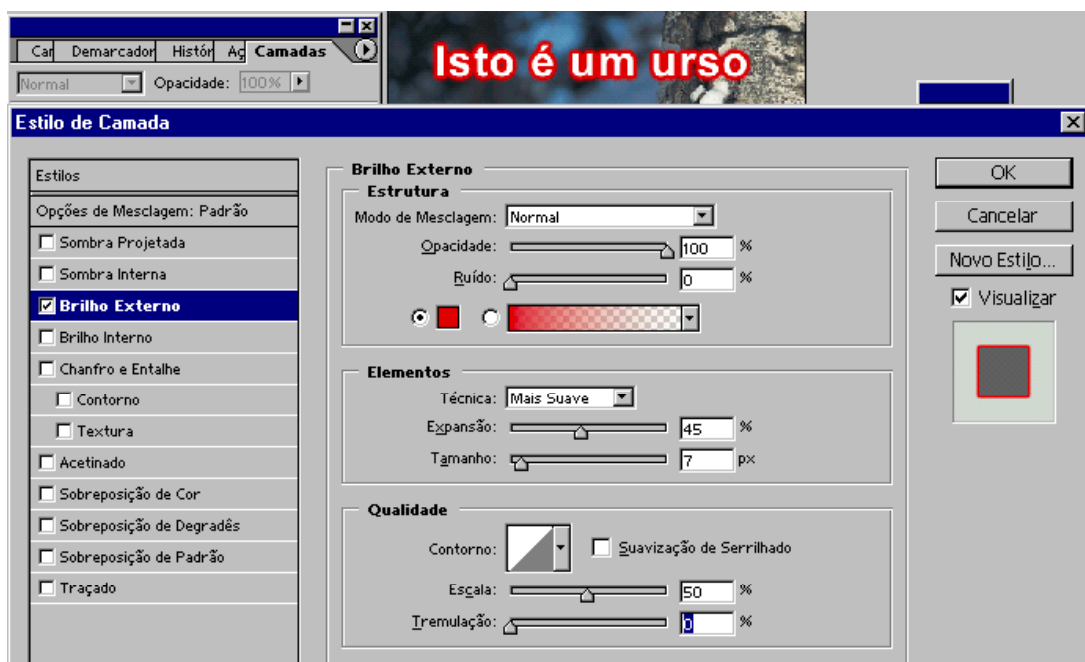 Car Demarcador Histór Aç Camadas
Normal Opacidade: 100%
Isto é um urso
Estilo de Camada
Estilos
Opções de Mesclagem: Padrão
Sombra Projetada
Sombra Interna
Brilho Externo
Brilho Interno
Chanfro e Entalhe
Contorno
Textura
Acetinado
Sobreposição de Cor
Sobreposição de Degradês
Sobreposição de Padrão
Traçado
Brilho Externo
Estrutura
Modo de Mesclagem: Normal
Opacidade: 100 %
Ruído: 0 %
Elementos
Técnica: Mais Suave
Expansão: 45 %
Tamanho: 7 px
Qualidade
Contorno: Suavização de Serrilhado
Escala: 50 %
Tremulação: 0 %
OK
Cancelar
Novo Estilo...
Visualizar